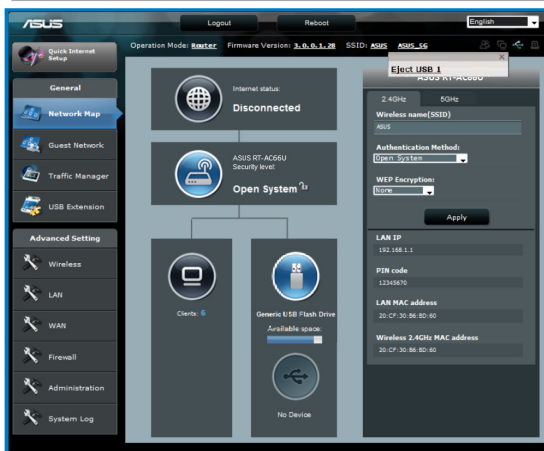 ASUS
Logout
Reboot
English
Quick Internet
Setup
Operation Mode: Router Firmware Version: 3.0.0.1.28 SSID: ASUS ASUS_5G
Eject USB 1
ASUS RT-AC66U
General
Network Map
Guest Network
Traffic Manager
USB Extension
Advanced Setting
Wireless
LAN
WAN
Firewall
Administration
System Log
Internet status:
Disconnected
ASUS RT-AC66U
Security level:
Open System
Clients: 6
Generic USB Flash Drive
Available space:
No Device
2.4GHz
5GHz
Wireless name(SSID)
ASUS
Authentication Method:
Open System
WEP Encryption:
None
Apply
LAN IP
192.168.1.1
PIN code
12345670
LAN MAC address
20:CF:30:B6:BD:60
Wireless 2.4GHz MAC address
20:CF:30:B6:BD:60